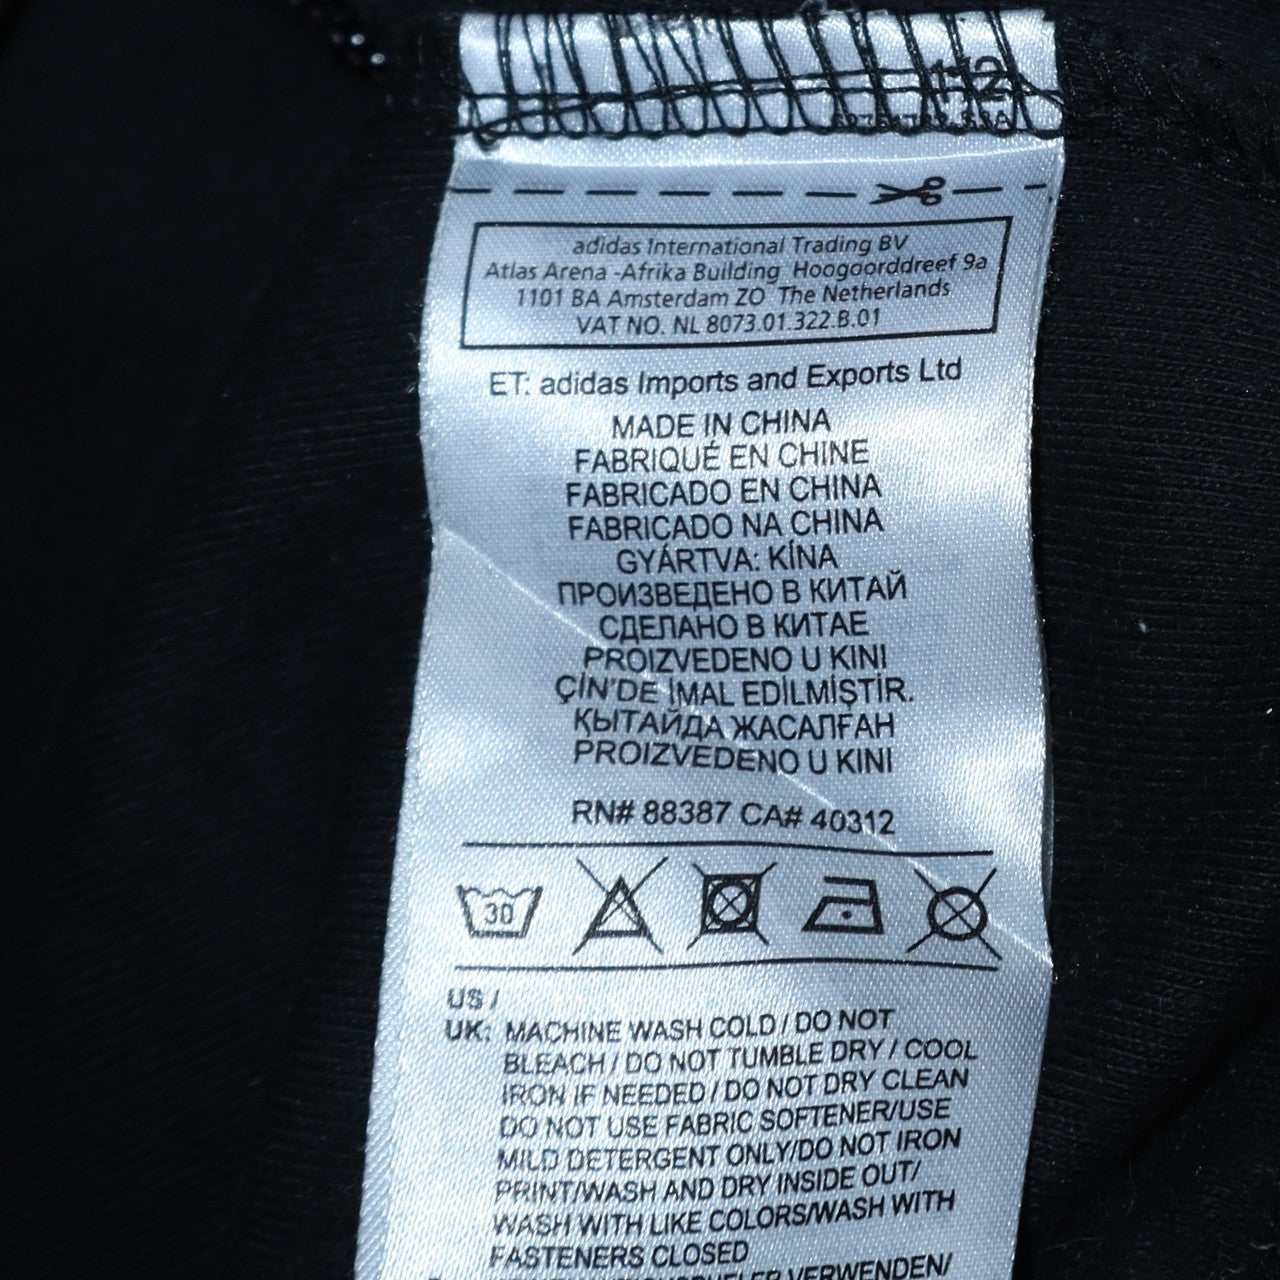 112
adidas International Trading BV
Atlas Arena -Afrika Building Hoogoorddreef 9a
1101 BA Amsterdam ZO The Netherlands
VAT NO. NL 8073.01.322.B.01
ET: adidas Imports and Exports Ltd
MADE IN CHINA
FABRIQUÉ EN CHINE
FABRICADO EN CHINA
FABRICADO NA CHINA
GYÁRTVA: KÍNA
ПРОИЗВЕДЕНО В КИТАЙ
СДЕЛАНО В КИТАЕ
PROIZVEDENO U KINI
ÇİN'DE İMAL EDİLMİŞTİR.
ҚЫТАЙДА ЖАСАЛҒАН
PROIZVEDENO U KINI
RN# 88387 CA# 40312
30
US /
UK: MACHINE WASH COLD / DO NOT
BLEACH / DO NOT TUMBLE DRY / COOL
IRON IF NEEDED / DO NOT DRY CLEAN
DO NOT USE FABRIC SOFTENER/USE
MILD DETERGENT ONLY/DO NOT IRON
PRINT/WASH AND DRY INSIDE OUT/
WASH WITH LIKE COLORS/WASH WITH
FASTENERS CLOSED
VERWENDEN/